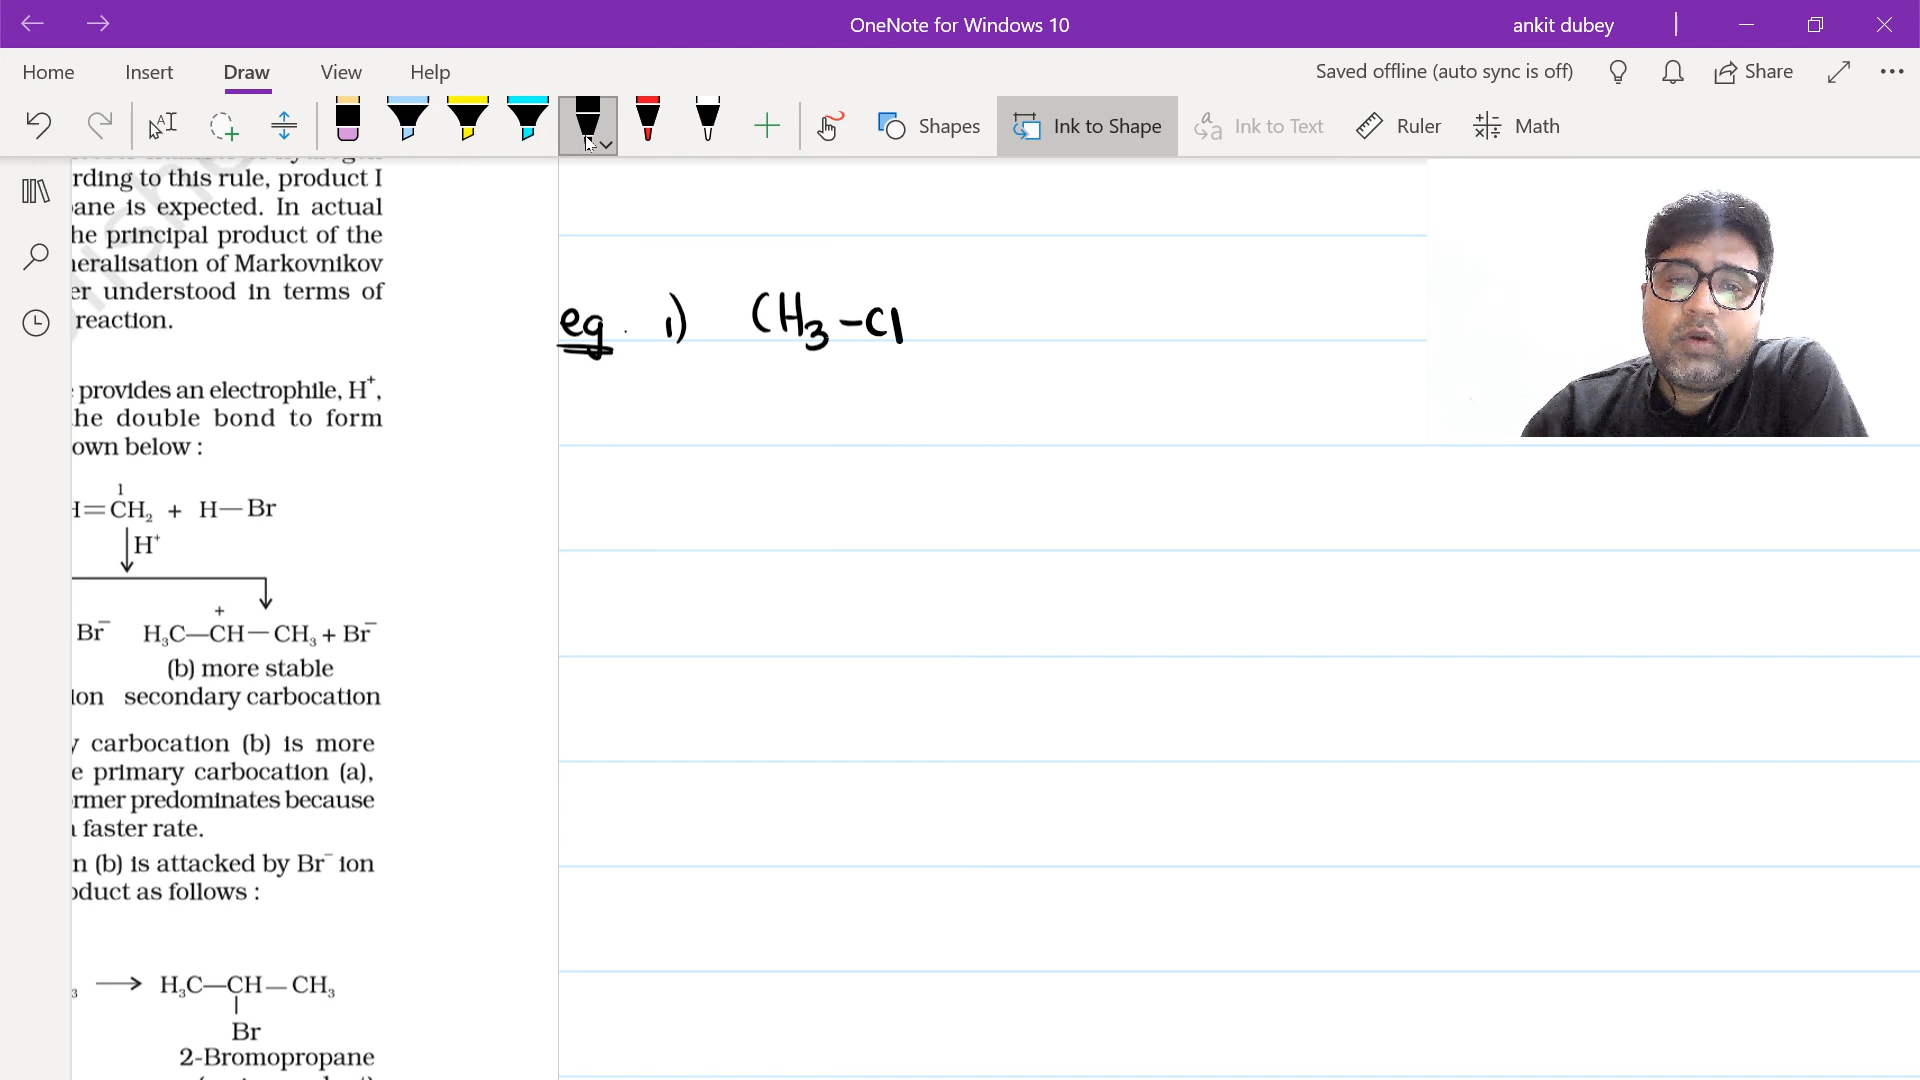 OneNote for Windows 10
ankit dubey
Home Insert Draw View Help
Saved offline (auto sync is off) Share
Shapes Ink to Shape Ink to Text Ruler Math
rding to this rule, product I
ane is expected. In actual
he principal product of the
neralisation of Markovnikov
er understood in terms of
reaction.
provides an electrophile, H⁺,
he double bond to form
own below :
1
H=CH₂ + H—Br
H⁺
+
Br⁻ H₃C—CH—CH₃ + Br⁻
(b) more stable
ion secondary carbocation
y carbocation (b) is more
e primary carbocation (a),
rmer predominates because
a faster rate.
n (b) is attacked by Br⁻ ion
oduct as follows :
₃ ⟶ H₃C—CH—CH₃
|
Br
2-Bromopropane
eg. 1) CH₃-Cl